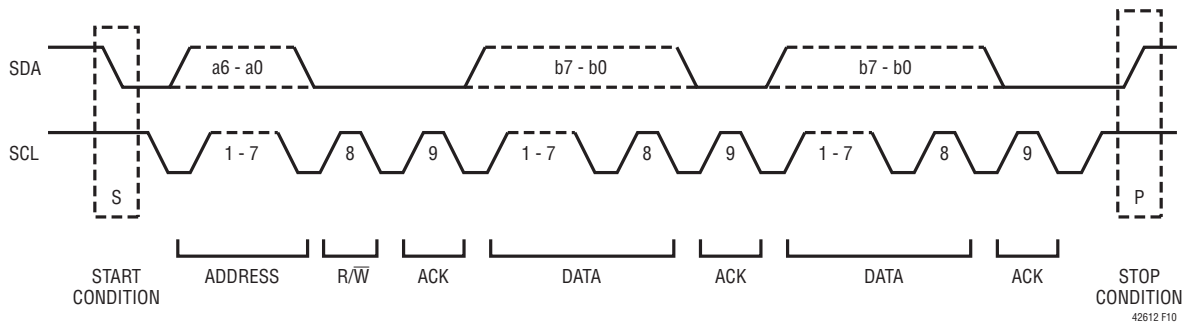 SDA
a6 - a0
b7 - b0
b7 - b0
SCL
1 - 7
8
9
1 - 7
8
9
1 - 7
8
9
S
P
START
CONDITION
ADDRESS
R/W̅
ACK
DATA
ACK
DATA
ACK
STOP
CONDITION
42612 F10